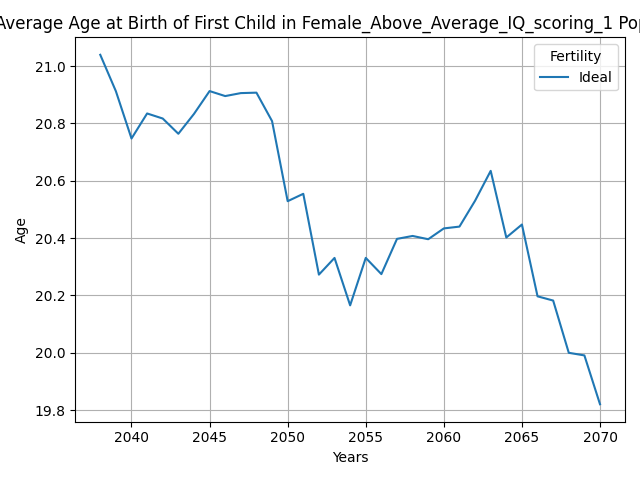 Average Age at Birth of First Child in Female_Above_Average_IQ_scoring_1
Fertility
Ideal
21.0
20.8
20.6
20.4
20.2
20.0
19.8
Age
2040 2045 2050 2055 2060 2065 2070
Years